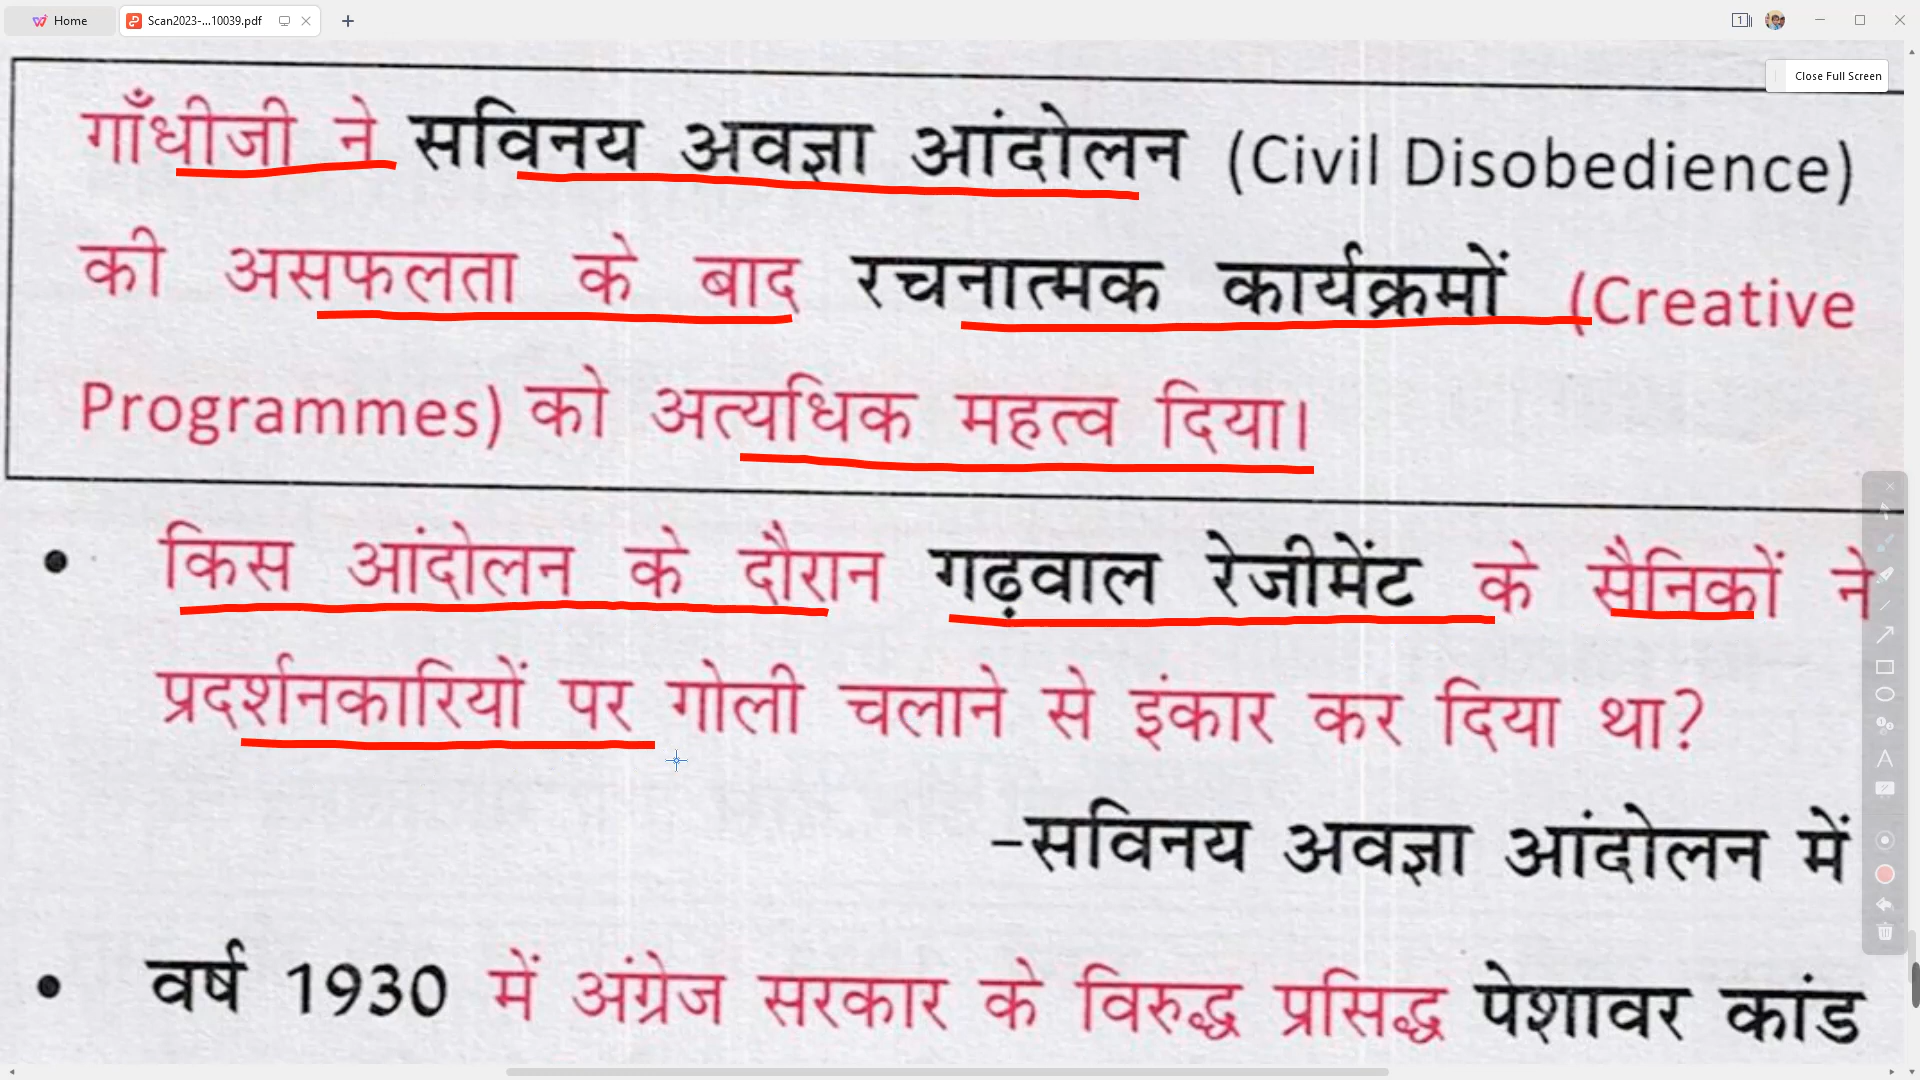 Home
Scan2023-...10039.pdf
Close Full Screen
गाँधीजी ने सविनय अवज्ञा आंदोलन (Civil Disobedience)
की असफलता के बाद रचनात्मक कार्यक्रमों (Creative
Programmes) को अत्यधिक महत्व दिया।
• किस आंदोलन के दौरान गढ़वाल रेजीमेंट के सैनिकों ने
प्रदर्शनकारियों पर गोली चलाने से इंकार कर दिया था?
–सविनय अवज्ञा आंदोलन में
• वर्ष 1930 में अंग्रेज सरकार के विरुद्ध प्रसिद्ध पेशावर कांड